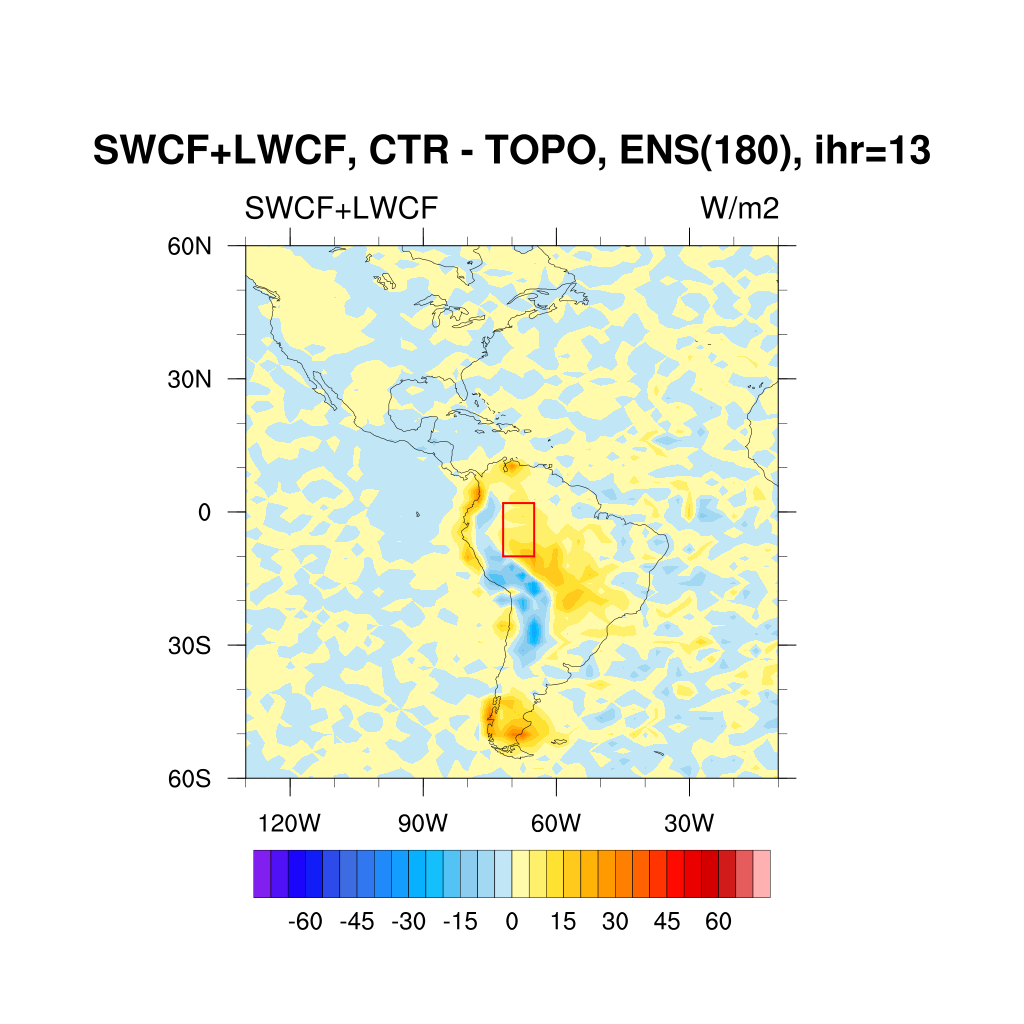 SWCF+LWCF, CTR - TOPO, ENS(180), ihr=13
SWCF+LWCF W/m2
60N
30N
0
30S
60S
120W 90W 60W 30W
-60 -45 -30 -15 0 15 30 45 60